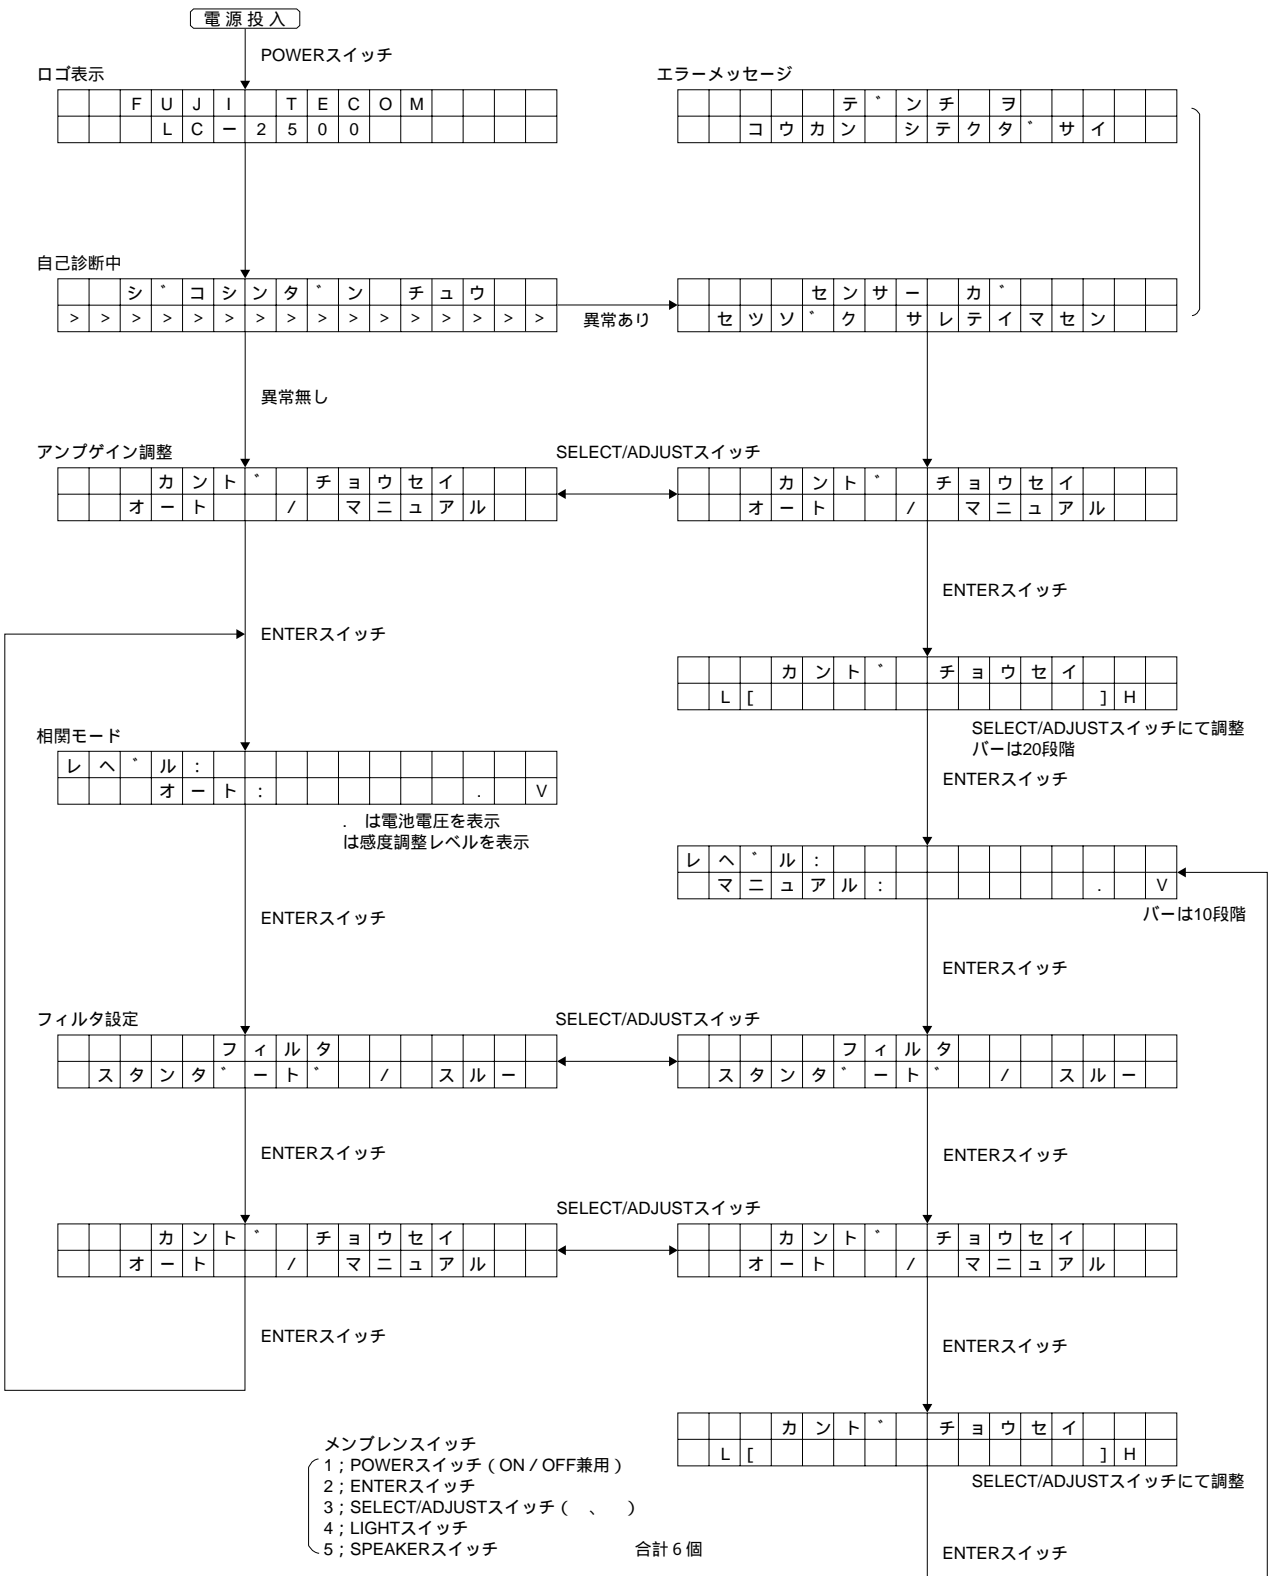 電源投入
POWERスイッチ
ロゴ表示
FUJI TECOM
LC－2500
エラーメッセージ
テ゛ンチ ヲ
コウカン シテクタ゛サイ
自己診断中
シ゛コシンタ゛ン チュウ
>>>>>>>>>>>>>>>>
異常あり
センサー カ゛
セツソ゛ク サレテイマセン
異常無し
アンプゲイン調整
SELECT/ADJUSTスイッチ
カント゛ チョウセイ
オート / マニュアル
カント゛ チョウセイ
オート / マニュアル
ENTERスイッチ
ENTERスイッチ
カント゛ チョウセイ
L[ ]H
SELECT/ADJUSTスイッチにて調整
バーは20段階
ENTERスイッチ
相関モード
レヘ゛ル:
オート: . V
. は電池電圧を表示
は感度調整レベルを表示
レヘ゛ル:
マニュアル: . V
バーは10段階
ENTERスイッチ
ENTERスイッチ
フィルタ設定
SELECT/ADJUSTスイッチ
フィルタ
スタンタ゛ート゛ / スルー
フィルタ
スタンタ゛ート゛ / スルー
ENTERスイッチ
ENTERスイッチ
SELECT/ADJUSTスイッチ
カント゛ チョウセイ
オート / マニュアル
カント゛ チョウセイ
オート / マニュアル
ENTERスイッチ
ENTERスイッチ
カント゛ チョウセイ
L[ ]H
SELECT/ADJUSTスイッチにて調整
ENTERスイッチ
メンブレンスイッチ
1；POWERスイッチ（ON／OFF兼用）
2；ENTERスイッチ
3；SELECT/ADJUSTスイッチ（ 、 ）
4；LIGHTスイッチ
5；SPEAKERスイッチ 合計６個